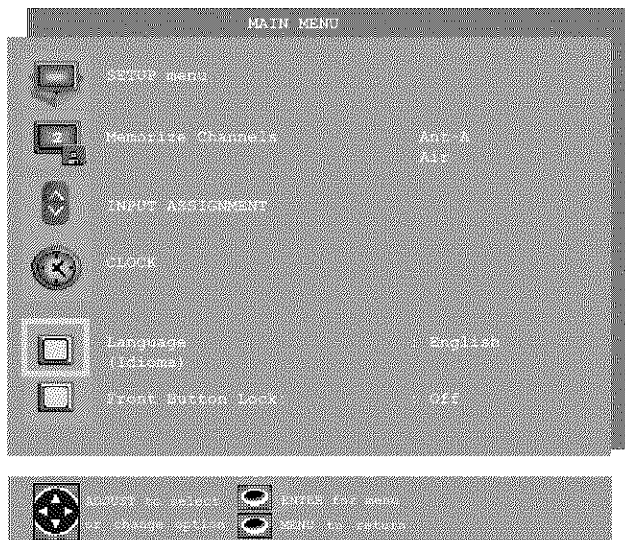 MAIN MENU
SETUP menu
Memorize Channels : Ant-A
Air
INPUT ASSIGNMENT
CLOCK
Language : English
(Idioma)
Front Button Lock : Off
ADJUST to select ENTER for menu
or change option MENU to return